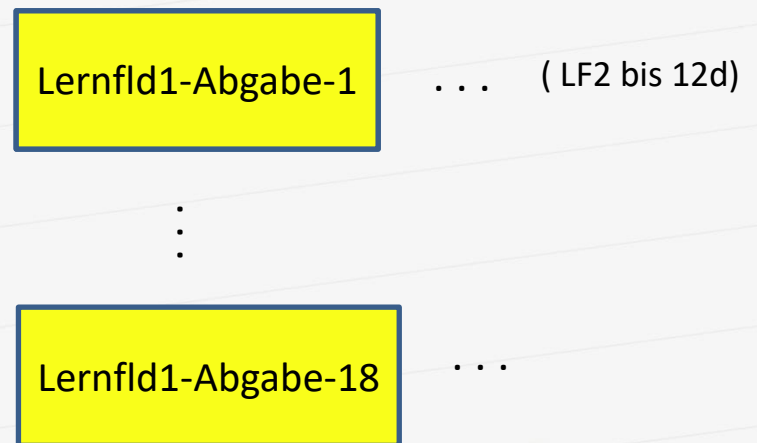 Lernfld1-Abgabe-1 . . . ( LF2 bis 12d)
.
.
.
Lernfld1-Abgabe-18 . . .